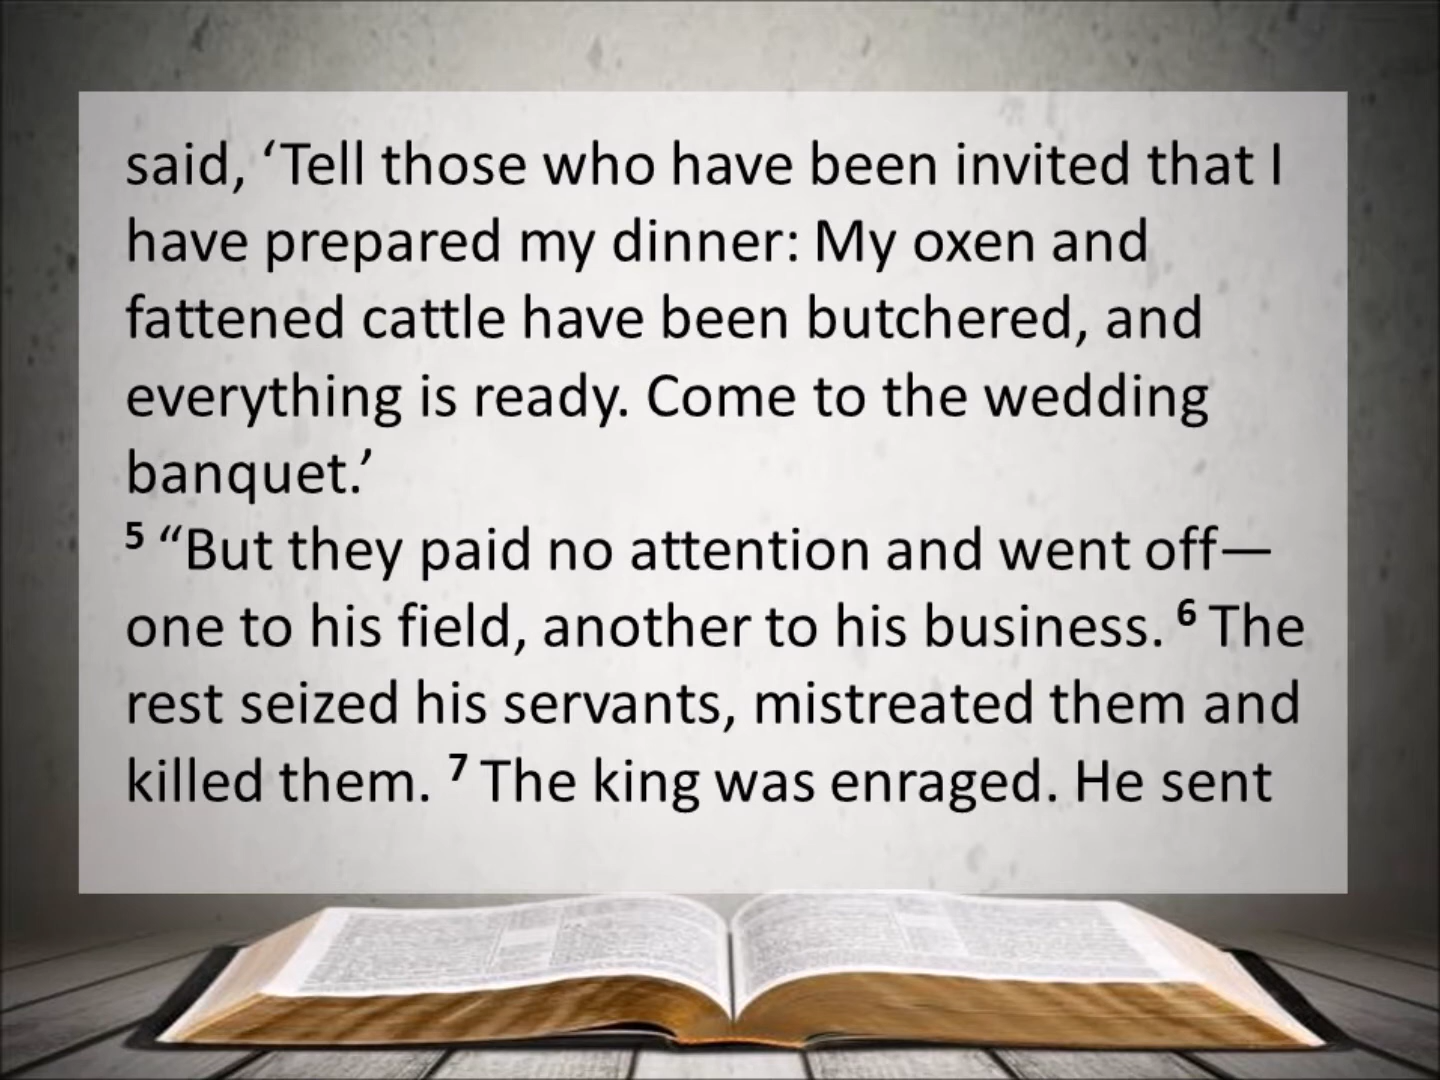 said, ‘Tell those who have been invited that I
have prepared my dinner: My oxen and
fattened cattle have been butchered, and
everything is ready. Come to the wedding
banquet.’
5 “But they paid no attention and went off—
one to his field, another to his business. 6 The
rest seized his servants, mistreated them and
killed them. 7 The king was enraged. He sent